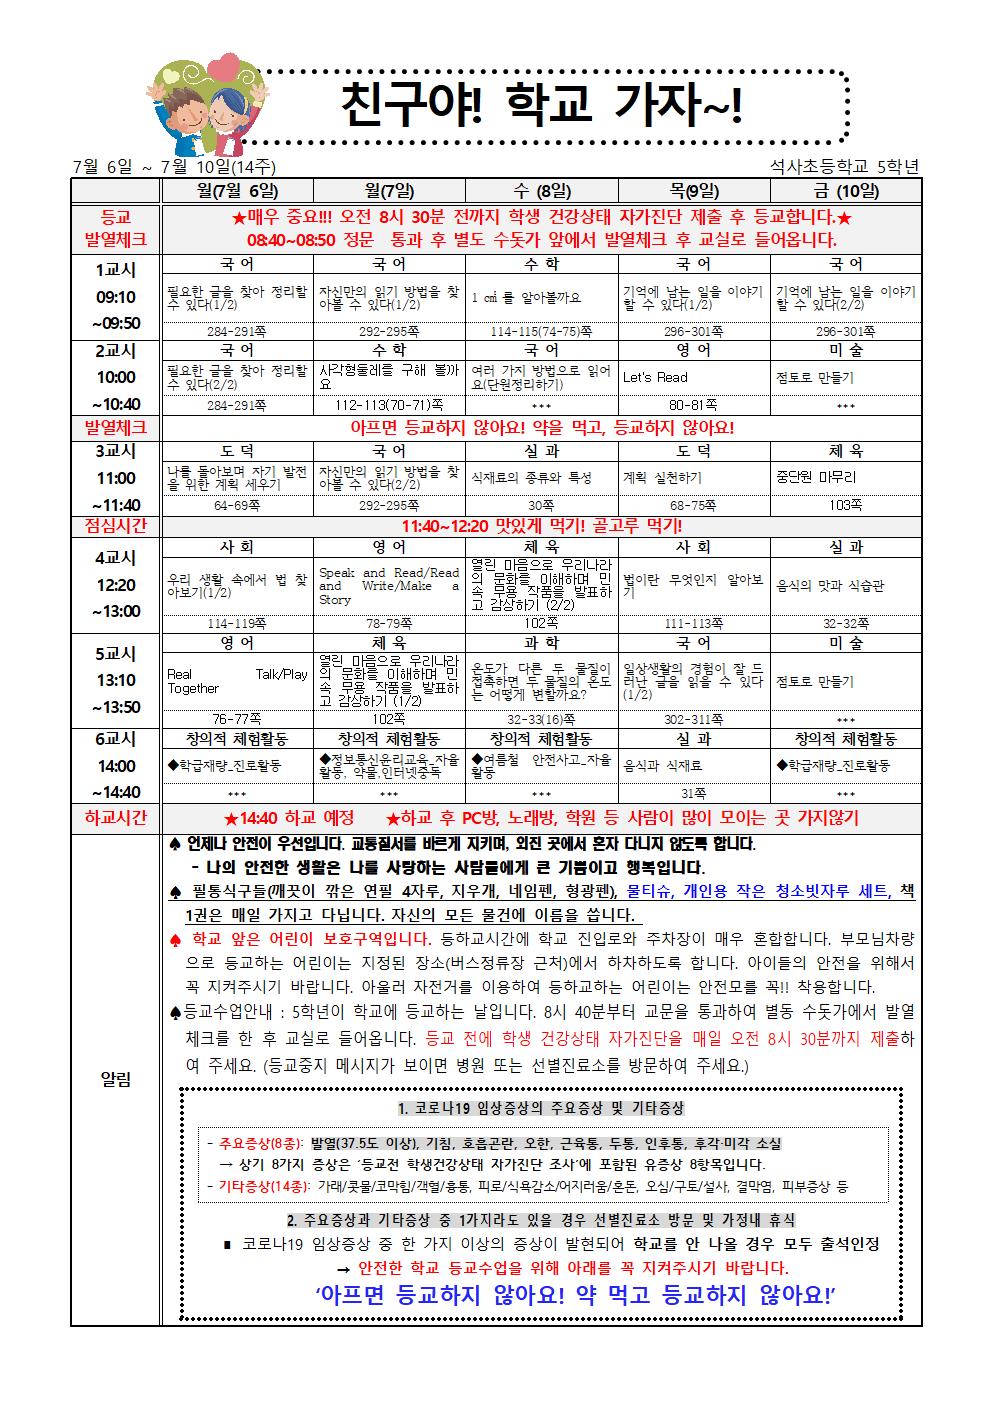 친구야! 학교 가자~!
7월 6일 ~ 7월 10일(14주) 석사초등학교 5학년
월(7월 6일) 월(7일) 수 (8일) 목(9일) 금 (10일)
등교
발열체크
★매우 중요!!! 오전 8시 30분 전까지 학생 건강상태 자가진단 제출 후 등교합니다.★
08:40~08:50 정문 통과 후 별도 수돗가 앞에서 발열체크 후 교실로 들어옵니다.
1교시
09:10
~09:50
국 어 국 어 수 학 국 어 국 어
필요한 글을 찾아 정리할
수 있다(1/2)
자신만의 읽기 방법을 찾
아볼 수 있다(1/2)
1 ㎠ 를 알아볼까요
기억에 남는 일을 이야기
할 수 있다(1/2)
기억에 남는 일을 이야기
할 수 있다(2/2)
284-291쪽 292-295쪽 114-115(74-75)쪽 296-301쪽 296-301쪽
2교시
10:00
~10:40
국 어 수 학 국 어 영 어 미 술
필요한 글을 찾아 정리할
수 있다(2/2)
사각형둘레를 구해 볼까
요
여러 가지 방법으로 읽어
요(단원정리하기)
Let's Read
점토로 만들기
284-291쪽 112-113(70-71)쪽 *** 80-81쪽 ***
발열체크 아프면 등교하지 않아요! 약을 먹고, 등교하지 않아요!
3교시
11:00
~11:40
도 덕 국 어 실 과 도 덕 체 육
나를 돌아보며 자기 발전
을 위한 계획 세우기
자신만의 읽기 방법을 찾
아볼 수 있다(2/2)
식재료의 종류와 특성
계획 실천하기
중단원 마무리
64-69쪽 292-295쪽 30쪽 68-75쪽 103쪽
점심시간 11:40~12:20 맛있게 먹기! 골고루 먹기!
4교시
12:20
~13:00
사 회 영 어 체 육 사 회 실 과
우리 생활 속에서 법 찾
아보기(1/2)
Speak and Read/Read
and Write/Make a
Story
열린 마음으로 우리나라
의 문화를 이해하며 민
속 무용 작품을 발표하
고 감상하기 (2/2)
법이란 무엇인지 알아보
기
음식의 맛과 식습관
114-119쪽 78-79쪽 102쪽 111-113쪽 32-32쪽
5교시
13:10
~13:50
영 어 체 육 과 학 국 어 미 술
Real Talk/Play
Together
열린 마음으로 우리나라
의 문화를 이해하며 민
속 무용 작품을 발표하
고 감상하기 (1/2)
온도가 다른 두 물질이
접촉하면 두 물질의 온도
는 어떻게 변할까요?
일상생활의 경험이 잘 드
러난 글을 읽을 수 있다
(1/2)
점토로 만들기
76-77쪽 102쪽 32-33(16)쪽 302-311쪽 ***
6교시
14:00
~14:40
창의적 체험활동 창의적 체험활동 창의적 체험활동 실 과 창의적 체험활동
◆학급재량_진로활동
◆정보통신윤리교육_자율
활동, 약물,인터넷중독
◆여름철 안전사고_자율
활동
음식과 식재료
◆학급재량_진로활동
*** *** *** 31쪽 ***
하교시간 ★14:40 하교 예정 ★하교 후 PC방, 노래방, 학원 등 사람이 많이 모이는 곳 가지않기
알림
♠ 언제나 안전이 우선입니다. 교통질서를 바르게 지키며, 외진 곳에서 혼자 다니지 않도록 합니다.
- 나의 안전한 생활은 나를 사랑하는 사람들에게 큰 기쁨이고 행복입니다.
♠ 필통식구들(깨끗이 깎은 연필 4자루, 지우개, 네임펜, 형광펜), 물티슈, 개인용 작은 청소빗자루 세트, 책
1권은 매일 가지고 다닙니다. 자신의 모든 물건에 이름을 씁니다.
♠ 학교 앞은 어린이 보호구역입니다. 등하교시간에 학교 진입로와 주차장이 매우 혼합합니다. 부모님차량
으로 등교하는 어린이는 지정된 장소(버스정류장 근처)에서 하차하도록 합니다. 아이들의 안전을 위해서
꼭 지켜주시기 바랍니다. 아울러 자전거를 이용하여 등하교하는 어린이는 안전모를 꼭!! 착용합니다.
♠등교수업안내 : 5학년이 학교에 등교하는 날입니다. 8시 40분부터 교문을 통과하여 별동 수돗가에서 발열
체크를 한 후 교실로 들어옵니다. 등교 전에 학생 건강상태 자가진단을 매일 오전 8시 30분까지 제출하
여 주세요. (등교중지 메시지가 보이면 병원 또는 선별진료소를 방문하여 주세요.)
1. 코로나19 임상증상의 주요증상 및 기타증상
- 주요증상(8종): 발열(37.5도 이상), 기침, 호흡곤란, 오한, 근육통, 두통, 인후통, 후각·미각 소실
→ 상기 8가지 증상은 ‘등교전 학생건강상태 자가진단 조사’에 포함된 유증상 8항목입니다.
- 기타증상(14종): 가래/콧물/코막힘/객혈/흉통, 피로/식욕감소/어지러움/혼돈, 오심/구토/설사, 결막염, 피부증상 등
2. 주요증상과 기타증상 중 1가지라도 있을 경우 선별진료소 방문 및 가정내 휴식
■ 코로나19 임상증상 중 한 가지 이상의 증상이 발현되어 학교를 안 나올 경우 모두 출석인정
→ 안전한 학교 등교수업을 위해 아래를 꼭 지켜주시기 바랍니다.
‘아프면 등교하지 않아요! 약 먹고 등교하지 않아요!’